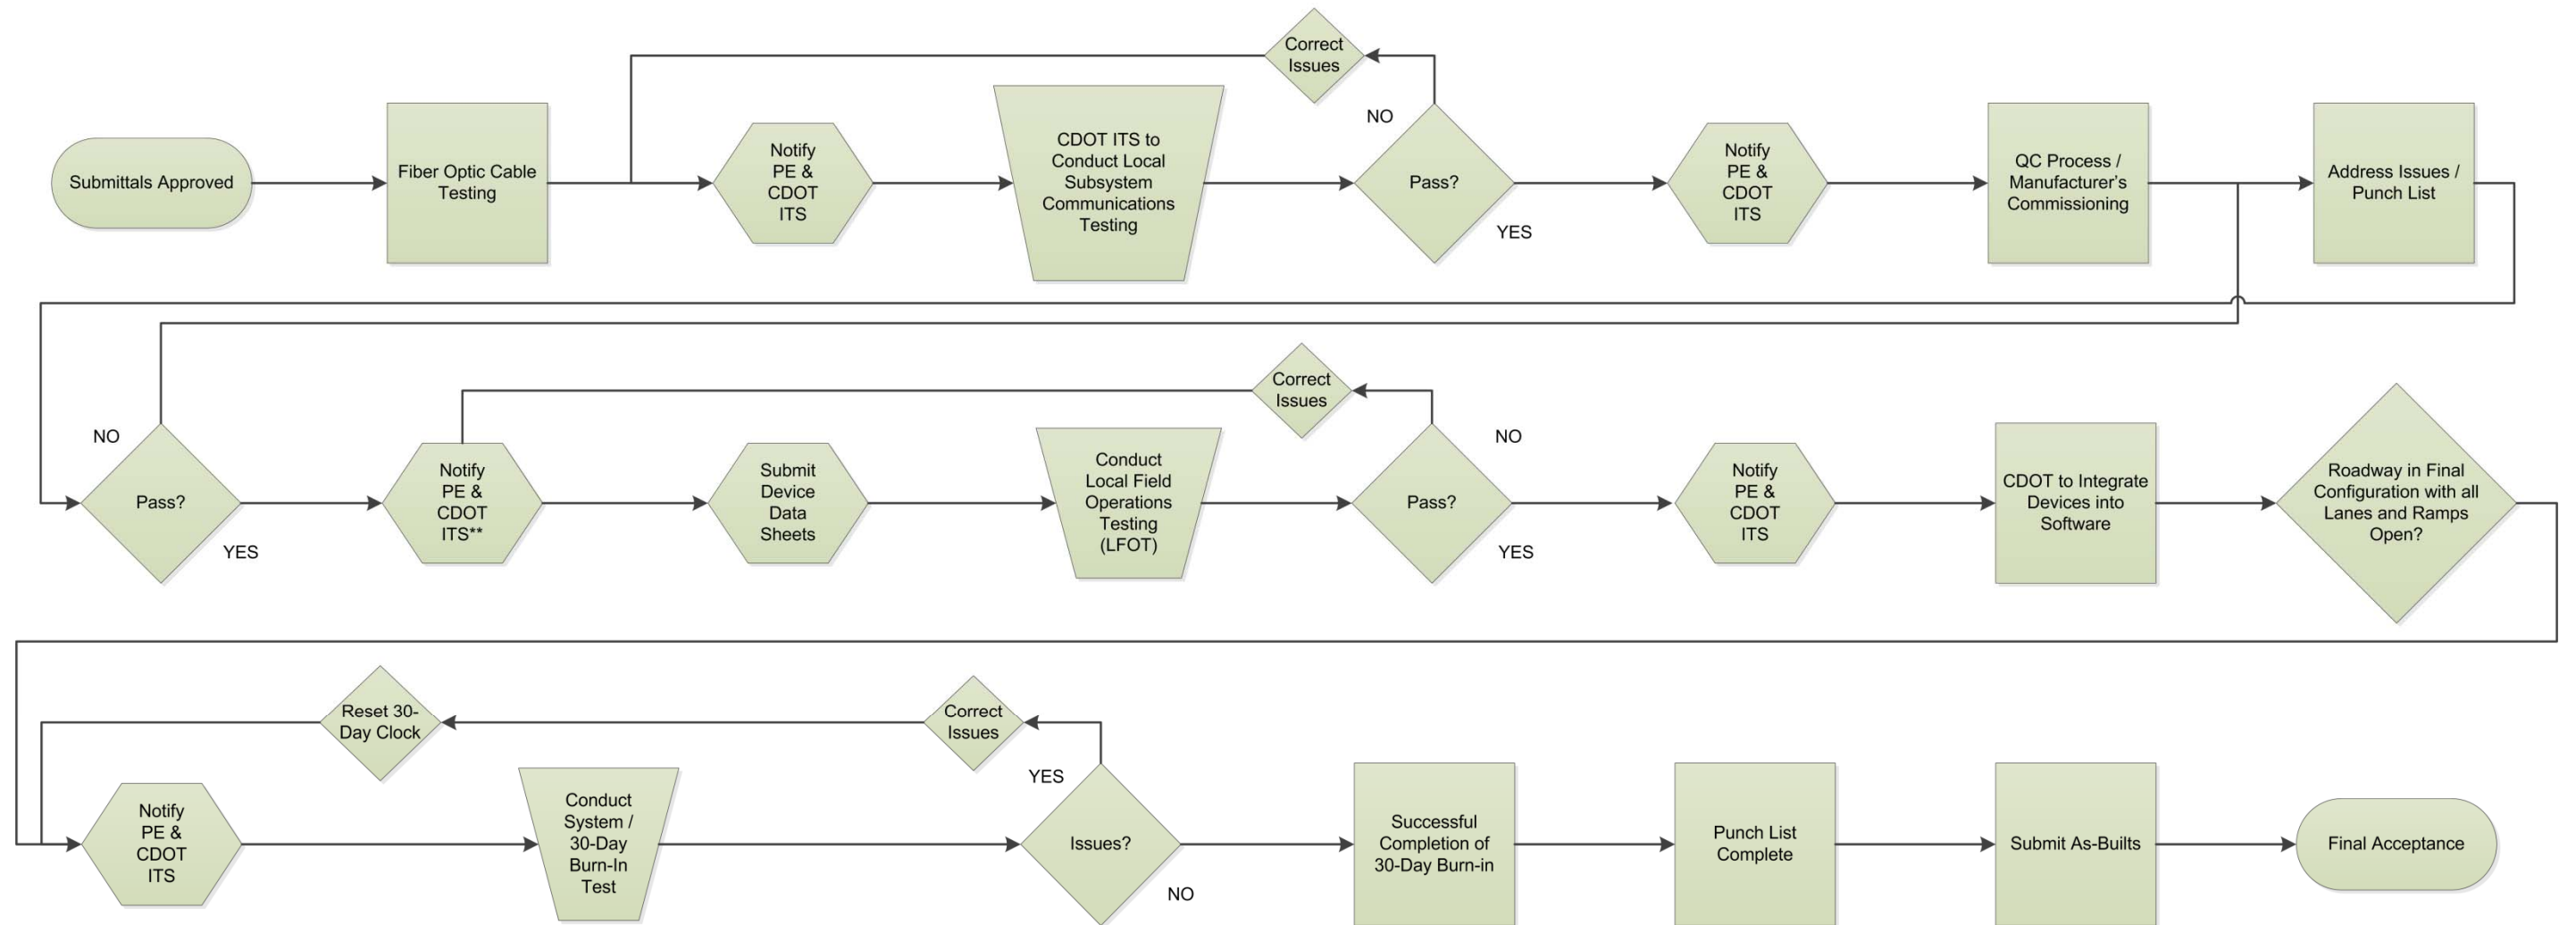 Submittals Approved
Fiber Optic Cable
Testing
Notify
PE &
CDOT
ITS
CDOT ITS to
Conduct Local
Subsystem
Communications
Testing
Correct
Issues
NO
Pass?
YES
Notify
PE &
CDOT
ITS
QC Process /
Manufacturer's
Commissioning
Address Issues /
Punch List
NO
Pass?
YES
Notify
PE &
CDOT
ITS**
Submit
Device
Data
Sheets
Conduct
Local Field
Operations
Testing
(LFOT)
Correct
Issues
NO
Pass?
YES
Notify
PE &
CDOT
ITS
CDOT to Integrate
Devices into
Software
Roadway in Final
Configuration with all
Lanes and Ramps
Open?
Reset 30-
Day Clock
Notify
PE &
CDOT
ITS
Conduct
System /
30-Day
Burn-In
Test
Correct
Issues
YES
Issues?
NO
Successful
Completion of
30-Day Burn-in
Punch List
Complete
Submit As-Builts
Final Acceptance